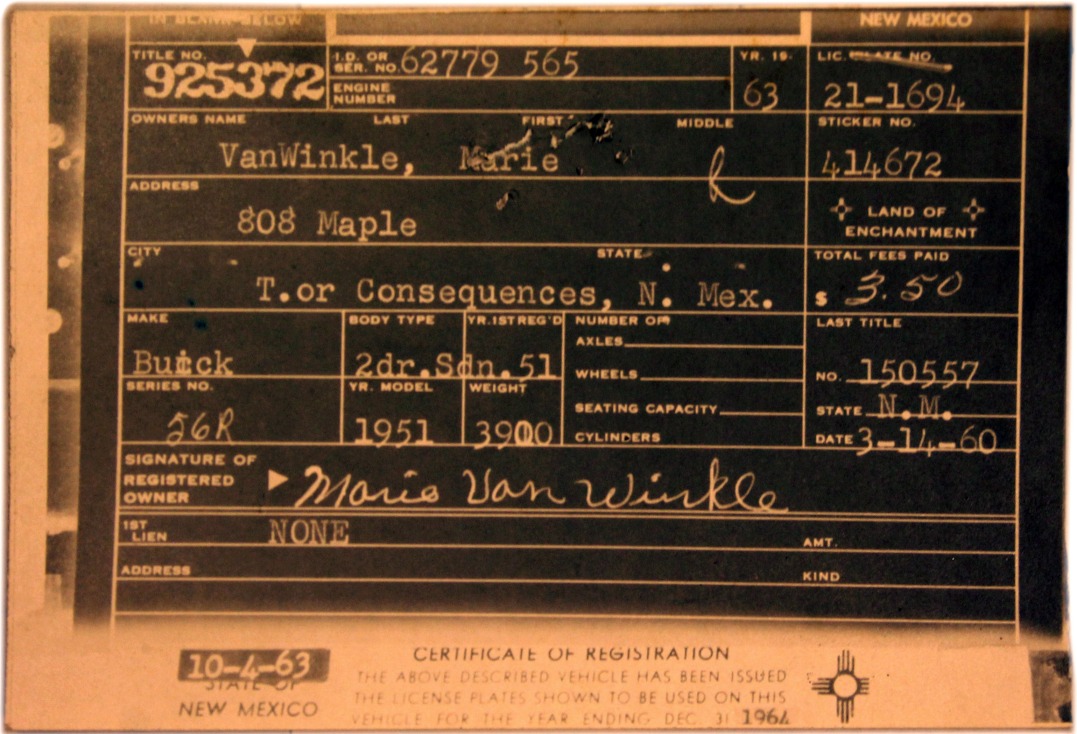 IN BLANK BELOW
NEW MEXICO
TITLE NO. 925372
I.D. OR SER. NO. 62779 565
ENGINE NUMBER
YR. 19- 63
LIC. PLATE NO. 21-1694
OWNERS NAME LAST FIRST MIDDLE
VanWinkle, Marie
STICKER NO. 414672
ADDRESS
808 Maple
LAND OF ENCHANTMENT
CITY STATE
T.or Consequences, N. Mex.
TOTAL FEES PAID
$ 3.50
MAKE Buick
BODY TYPE 2dr.Sdn.
YR.1ST REG'D 51
NUMBER OF
AXLES
WHEELS
SEATING CAPACITY
CYLINDERS
LAST TITLE
NO. 150557
STATE N.M.
DATE 3-14-60
SERIES NO. 56R
YR. MODEL 1951
WEIGHT 3900
SIGNATURE OF REGISTERED OWNER
Marie Van Winkle
1ST LIEN NONE
AMT.
ADDRESS
KIND
10-4-63
STATE OF
NEW MEXICO
CERTIFICATE OF REGISTRATION
THE ABOVE DESCRIBED VEHICLE HAS BEEN ISSUED
THE LICENSE PLATES SHOWN TO BE USED ON THIS
VEHICLE FOR THE YEAR ENDING DEC. 31 1964